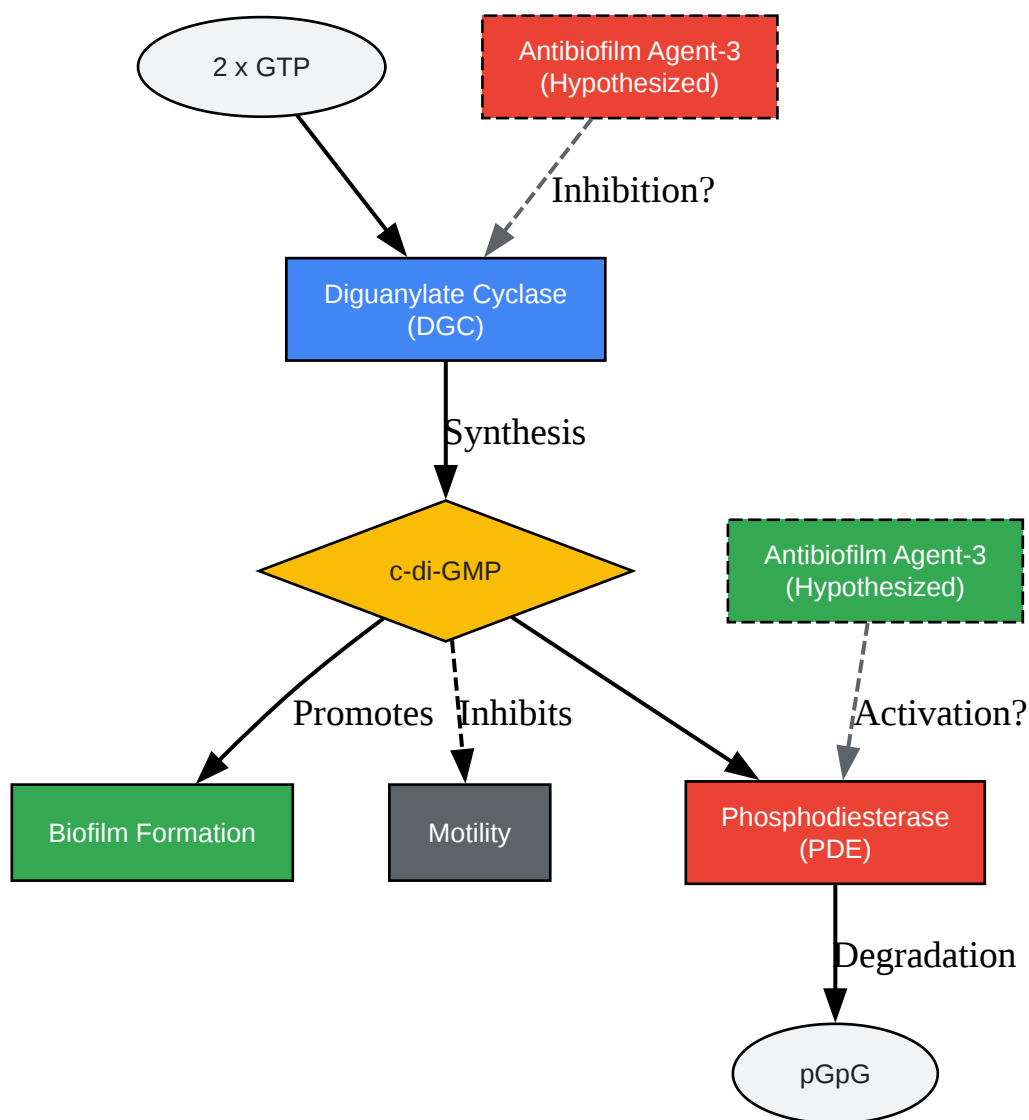 2 x GTP
Antibiofilm Agent-3
(Hypothesized)
Inhibition?
Diguanylate Cyclase
(DGC)
Synthesis
c-di-GMP
Antibiofilm Agent-3
(Hypothesized)
Promotes
Inhibits
Activation?
Biofilm Formation
Motility
Phosphodiesterase
(PDE)
Degradation
pGpG